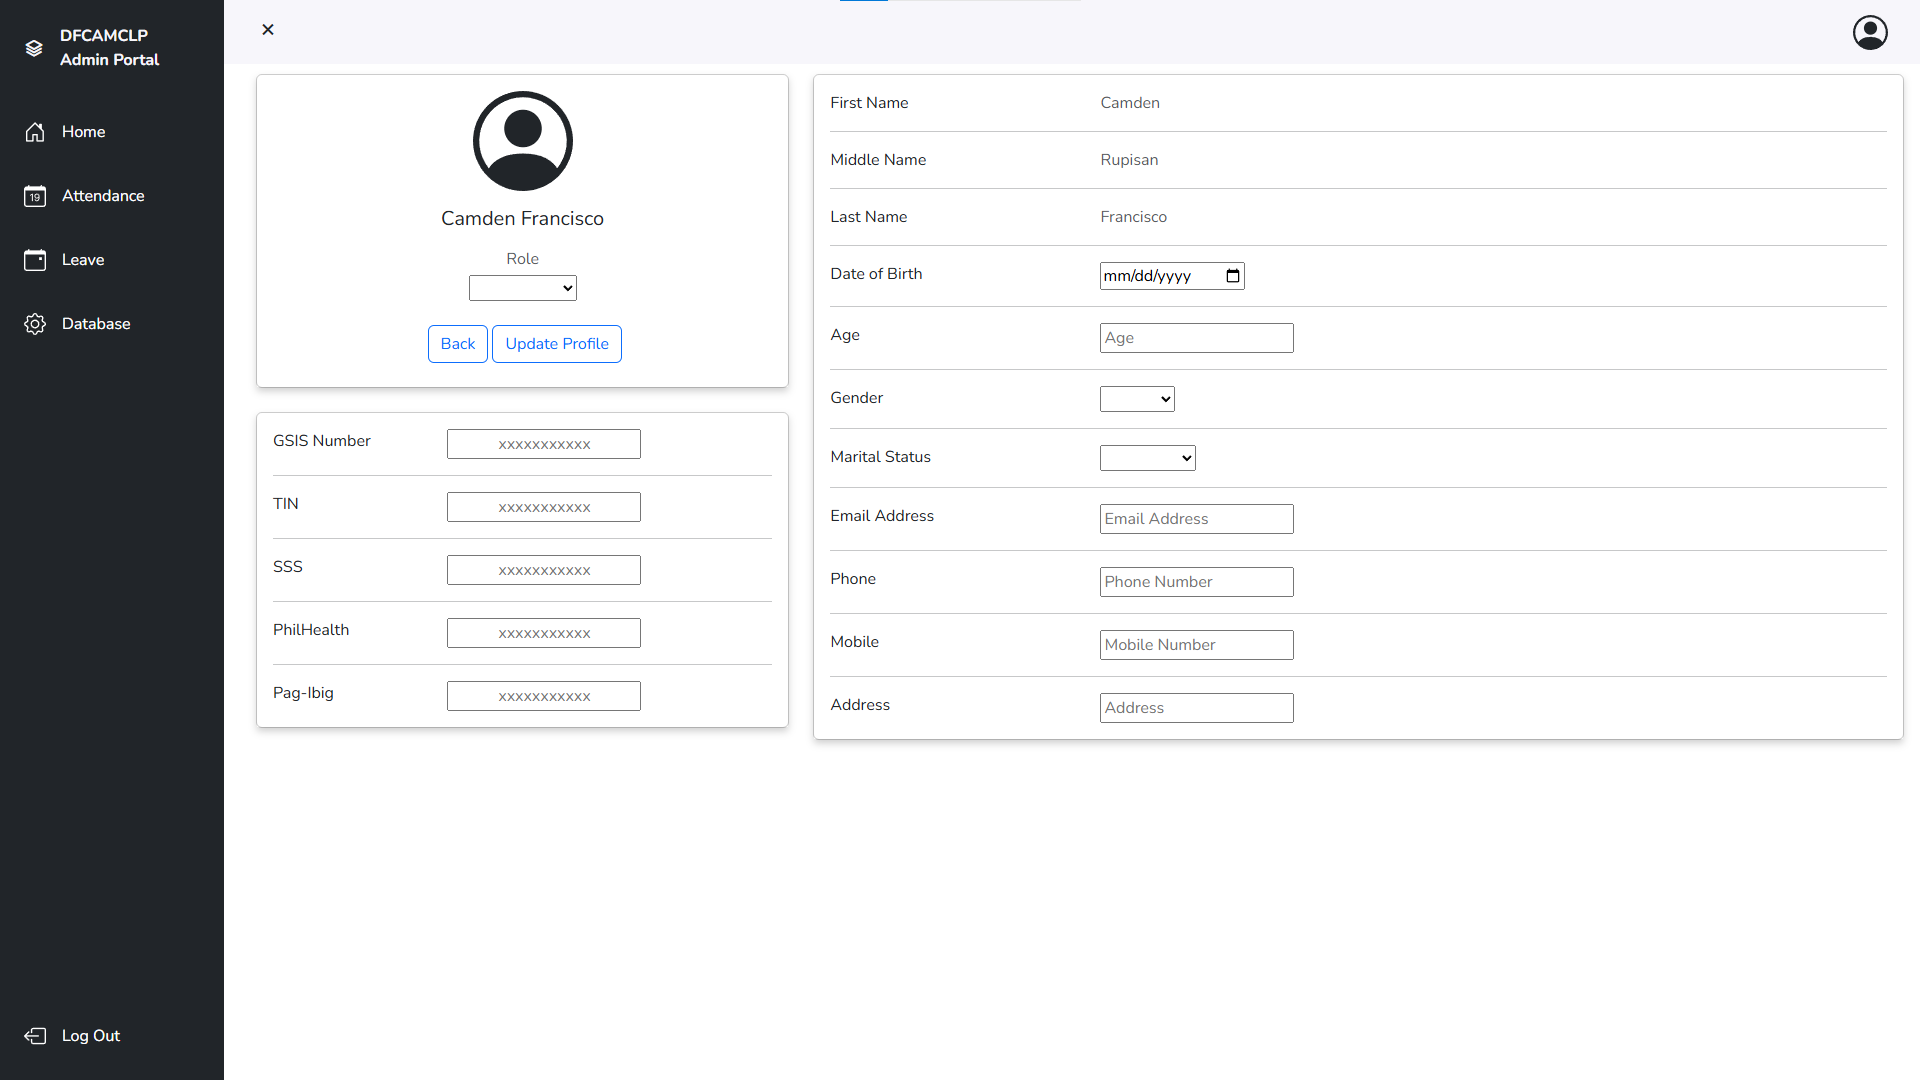 DFCAMCLP
Admin Portal
Home
19
Attendance
Leave
Database
Log Out
Camden Francisco
Role
Back
Update Profile
GSIS Number
xxxxxxxxxxx
TIN
xxxxxxxxxxx
SSS
xxxxxxxxxxx
PhilHealth
xxxxxxxxxxx
Pag-Ibig
xxxxxxxxxxx
First Name
Camden
Middle Name
Rupisan
Last Name
Francisco
Date of Birth
mm/dd/yyyy
Age
Age
Gender
Marital Status
Email Address
Email Address
Phone
Phone Number
Mobile
Mobile Number
Address
Address